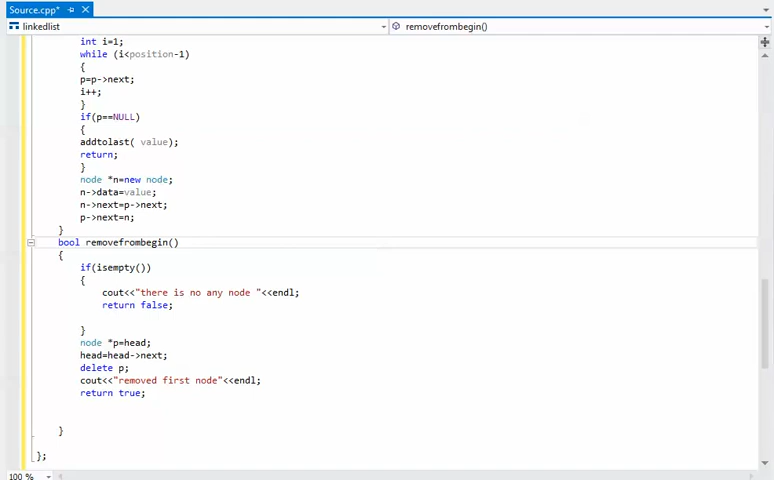 Source.cpp*
linkedlist removefrombegin()
int i=1;
while (i<position-1)
{
p=p->next;
i++;
}
if(p==NULL)
{
addtolast( value);
return;
}
node *n=new node;
n->data=value;
n->next=p->next;
p->next=n;
}
bool removefrombegin()
{
if(isempty())
{
cout<<"there is no any node "<<endl;
return false;
}
node *p=head;
head=head->next;
delete p;
cout<<"removed first node"<<endl;
return true;
}
};
100 %